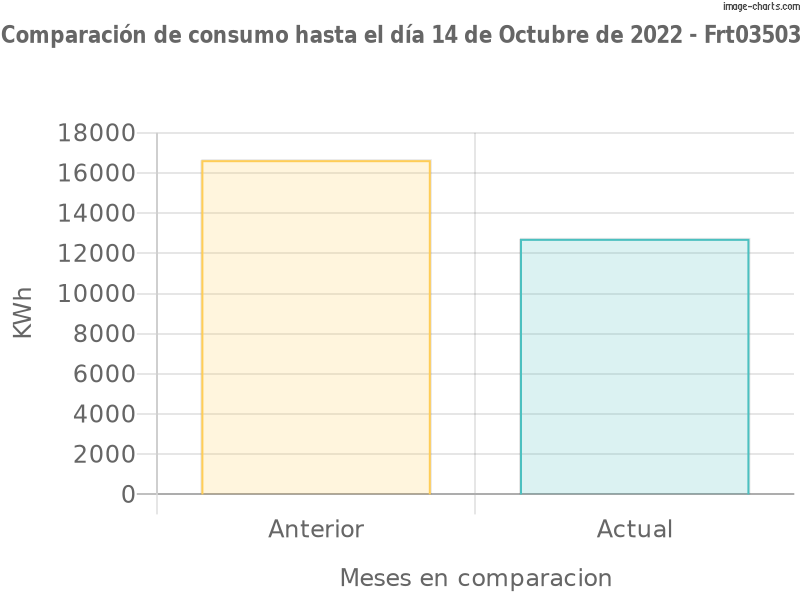 image-charts.com
Comparación de consumo hasta el día 14 de Octubre de 2022 - Frt03503
18000
16000
14000
12000
10000
8000
6000
4000
2000
0
KWh
Anterior
Actual
Meses en comparacion